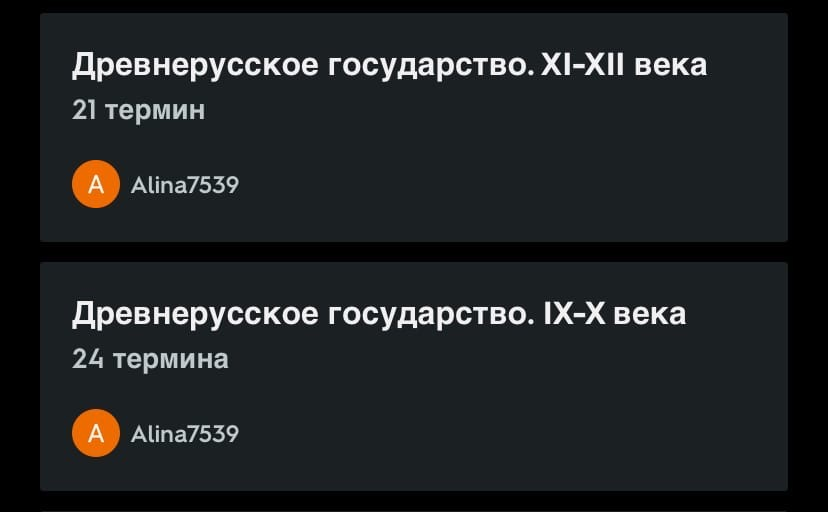 Древнерусское государство. XI-XII века
21 термин
A Alina7539
Древнерусское государство. IX-X века
24 термина
A Alina7539